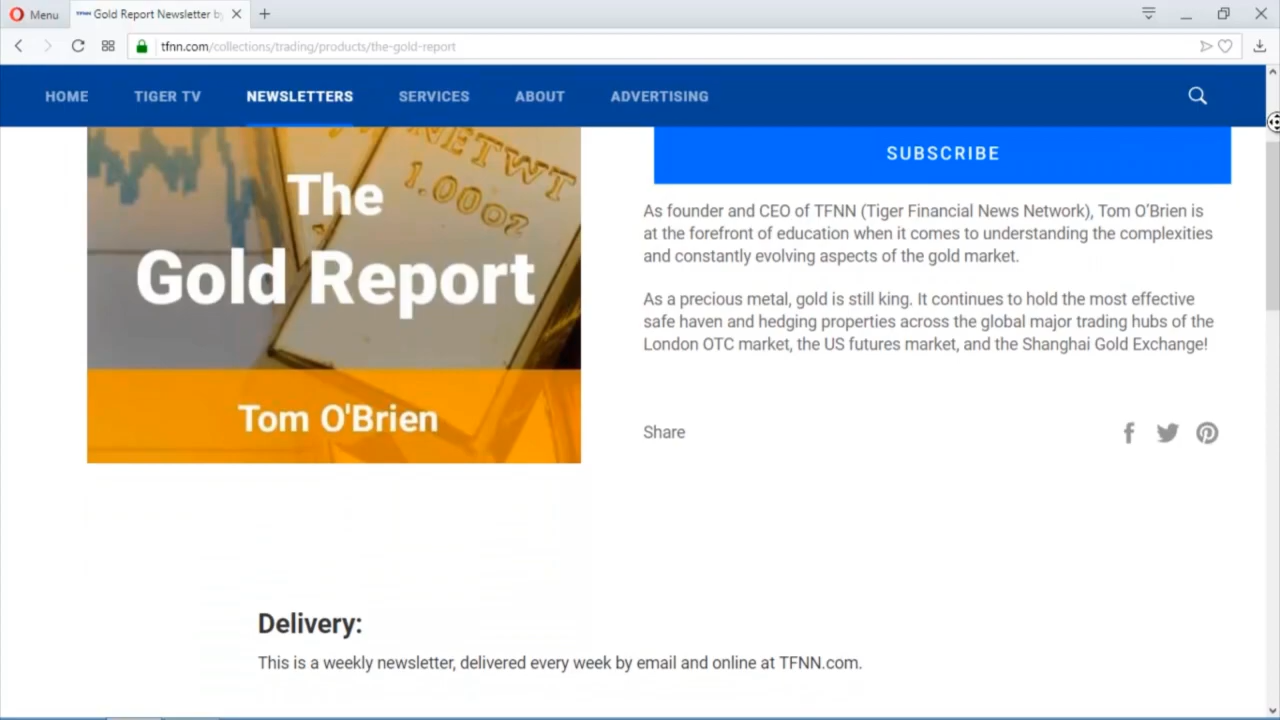 Menu
TFNN Gold Report Newsletter by
tfnn.com/collections/trading/products/the-gold-report
HOME TIGER TV NEWSLETTERS SERVICES ABOUT ADVERTISING
NETWT
1.00oz
The
Gold Report
Tom O'Brien
SUBSCRIBE
As founder and CEO of TFNN (Tiger Financial News Network), Tom O'Brien is
at the forefront of education when it comes to understanding the complexities
and constantly evolving aspects of the gold market.
As a precious metal, gold is still king. It continues to hold the most effective
safe haven and hedging properties across the global major trading hubs of the
London OTC market, the US futures market, and the Shanghai Gold Exchange!
Share
Delivery:
This is a weekly newsletter, delivered every week by email and online at TFNN.com.